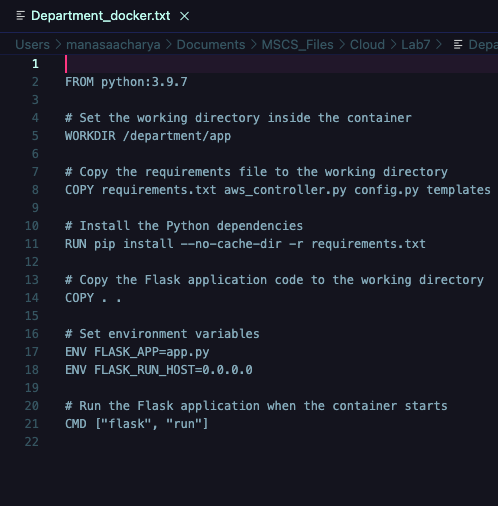 Department_docker.txt ×
Users > manasaacharya > Documents > MSCS_Files > Cloud > Lab7 >
1
2 FROM python:3.9.7
3
4 # Set the working directory inside the container
5 WORKDIR /department/app
6
7 # Copy the requirements file to the working directory
8 COPY requirements.txt aws_controller.py config.py templates
9
10 # Install the Python dependencies
11 RUN pip install --no-cache-dir -r requirements.txt
12
13 # Copy the Flask application code to the working directory
14 COPY . .
15
16 # Set environment variables
17 ENV FLASK_APP=app.py
18 ENV FLASK_RUN_HOST=0.0.0.0
19
20 # Run the Flask application when the container starts
21 CMD ["flask", "run"]
22